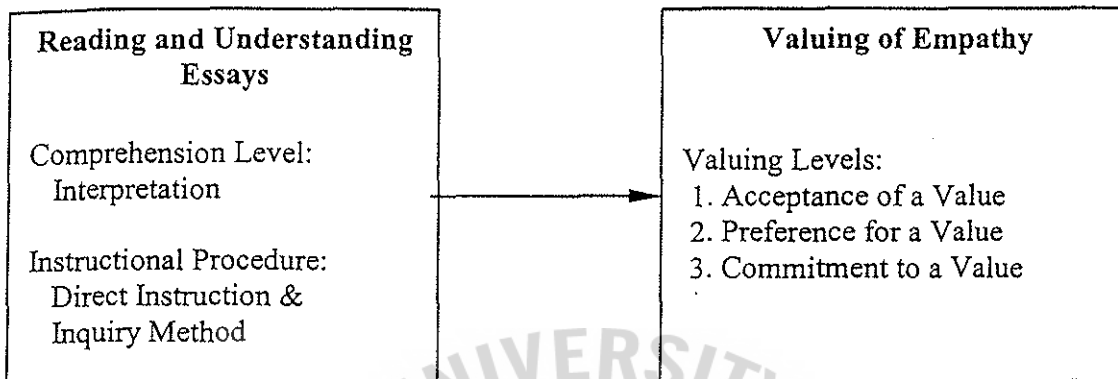 Reading and Understanding
Essays
Comprehension Level:
Interpretation
Instructional Procedure:
Direct Instruction &
Inquiry Method
Valuing of Empathy
Valuing Levels:
1. Acceptance of a Value
2. Preference for a Value
3. Commitment to a Value
UNIVERSIT